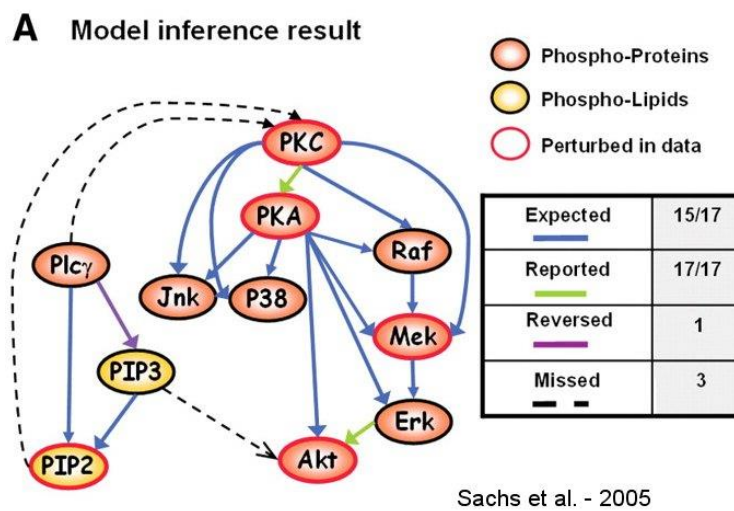 A Model inference result
Phospho-Proteins
Phospho-Lipids
Perturbed in data
PKC
PKA
Plcγ
Raf
Jnk
P38
Mek
PIP3
Erk
PIP2
Akt
Expected 15/17
Reported 17/17
Reversed 1
Missed 3
Sachs et al. - 2005